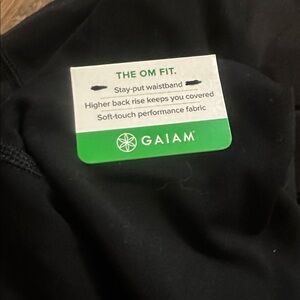 THE OM FIT.
Stay-put waistband
Higher back rise keeps you covered
Soft-touch performance fabric
GAIAM